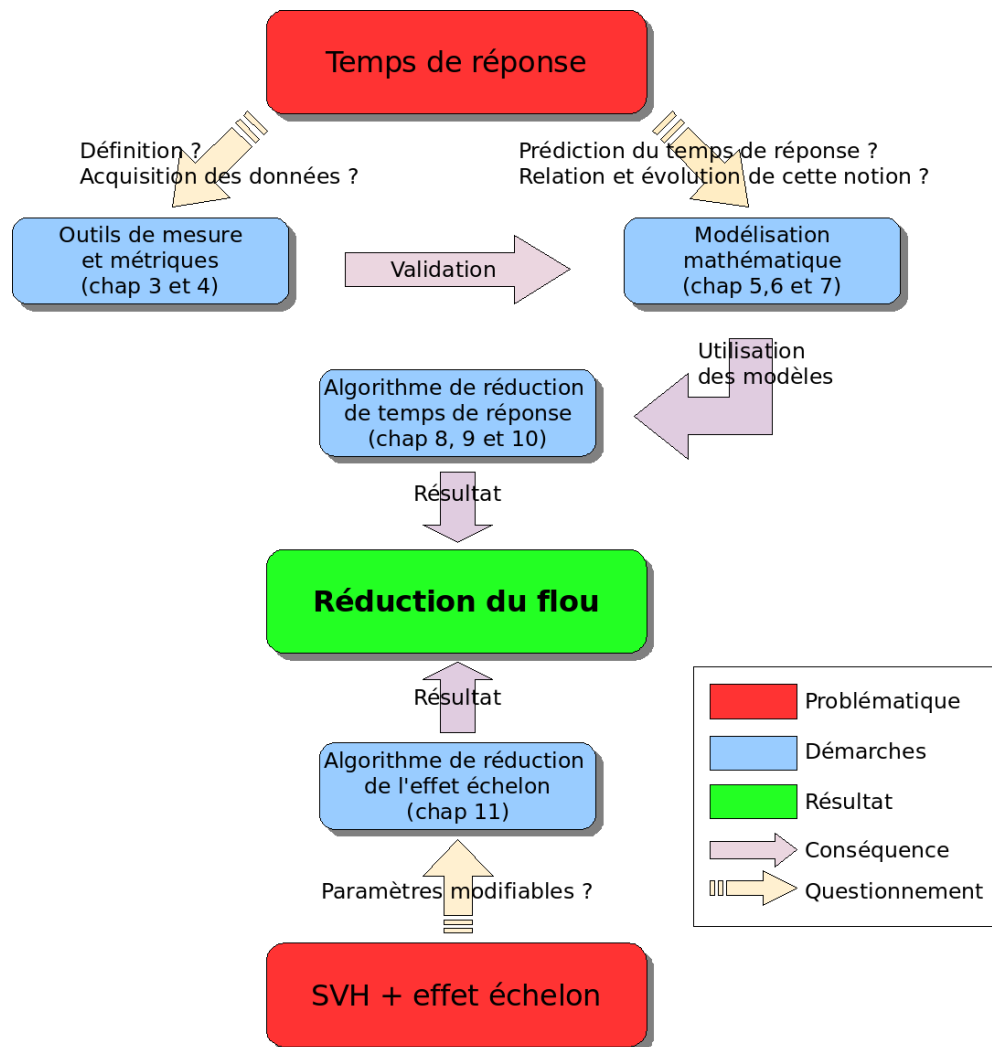 Temps de réponse
Définition ?
Acquisition des données ?
Prédiction du temps de réponse ?
Relation et évolution de cette notion ?
Outils de mesure
et métriques
(chap 3 et 4)
Validation
Modélisation
mathématique
(chap 5,6 et 7)
Utilisation
des modèles
Algorithme de réduction
de temps de réponse
(chap 8, 9 et 10)
Résultat
Réduction du flou
Résultat
Algorithme de réduction
de l'effet échelon
(chap 11)
Paramètres modifiables ?
SVH + effet échelon
Problématique
Démarches
Résultat
Conséquence
Questionnement